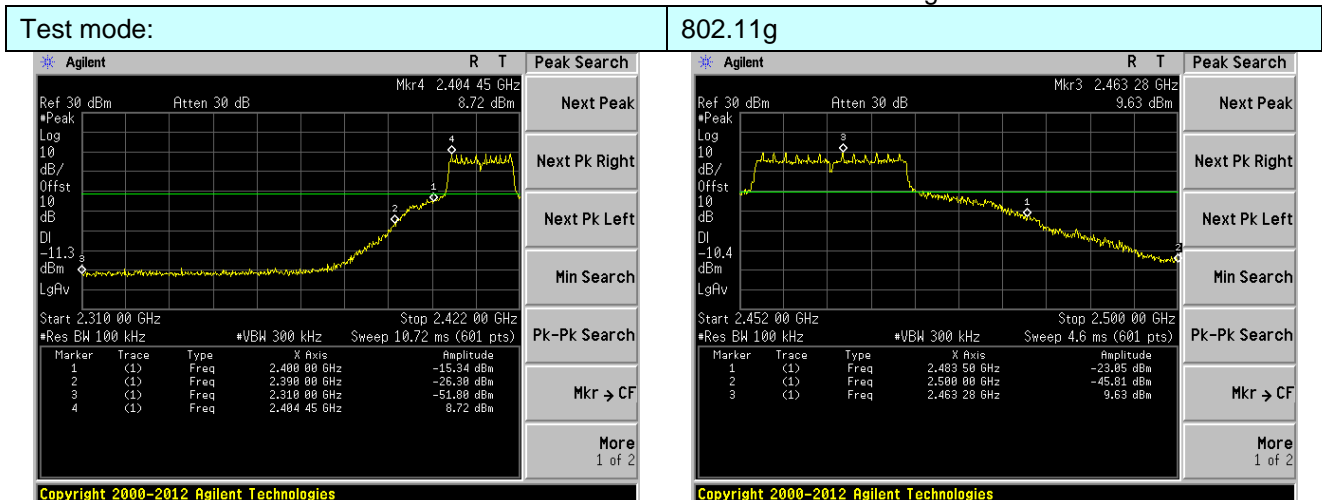 Test mode: 802.11g
Agilent R T Peak Search
Mkr4 2.404 45 GHz
Ref 30 dBm Atten 30 dB 8.72 dBm
#Peak
Log
10
dB/
Offst
10
dB
DI
-11.3
dBm
LgAv
4
1
2
3
Start 2.310 00 GHz Stop 2.422 00 GHz
#Res BW 100 kHz #VBW 300 kHz Sweep 10.72 ms (601 pts)
Marker Trace Type X Axis Amplitude
1 (1) Freq 2.400 00 GHz -15.34 dBm
2 (1) Freq 2.390 00 GHz -26.30 dBm
3 (1) Freq 2.310 00 GHz -51.80 dBm
4 (1) Freq 2.404 45 GHz 8.72 dBm
Next Peak
Next Pk Right
Next Pk Left
Min Search
Pk-Pk Search
Mkr → CF
More
1 of 2
Copyright 2000-2012 Agilent Technologies
Agilent R T Peak Search
Mkr3 2.463 28 GHz
Ref 30 dBm Atten 30 dB 9.63 dBm
#Peak
Log
10
dB/
Offst
10
dB
DI
-10.4
dBm
LgAv
3
1
2
Start 2.452 00 GHz Stop 2.500 00 GHz
#Res BW 100 kHz #VBW 300 kHz Sweep 4.6 ms (601 pts)
Marker Trace Type X Axis Amplitude
1 (1) Freq 2.483 50 GHz -23.05 dBm
2 (1) Freq 2.500 00 GHz -45.81 dBm
3 (1) Freq 2.463 28 GHz 9.63 dBm
Next Peak
Next Pk Right
Next Pk Left
Min Search
Pk-Pk Search
Mkr → CF
More
1 of 2
Copyright 2000-2012 Agilent Technologies